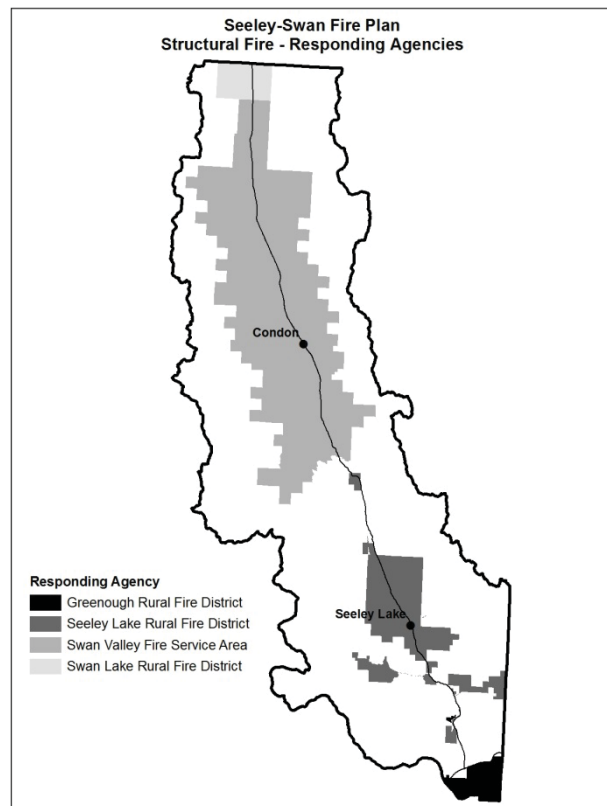 Seeley-Swan Fire Plan
Structural Fire - Responding Agencies
Condon
Responding Agency
Greenough Rural Fire District
Seeley Lake Rural Fire District
Swan Valley Fire Service Area
Swan Lake Rural Fire District
Seeley Lake